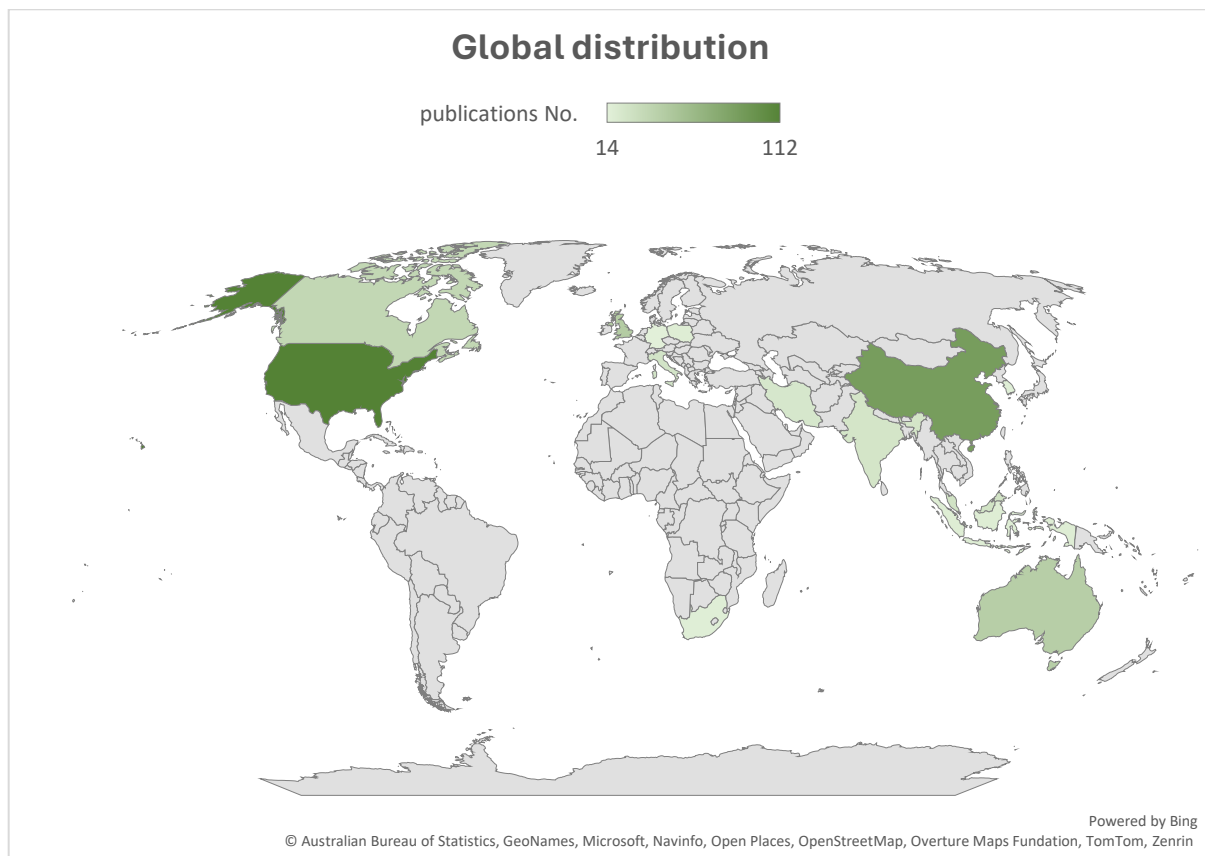 Global distribution
publications No.
14 112
Powered by Bing
© Australian Bureau of Statistics, GeoNames, Microsoft, Navinfo, Open Places, OpenStreetMap, Overture Maps Fundation, TomTom, Zenrin